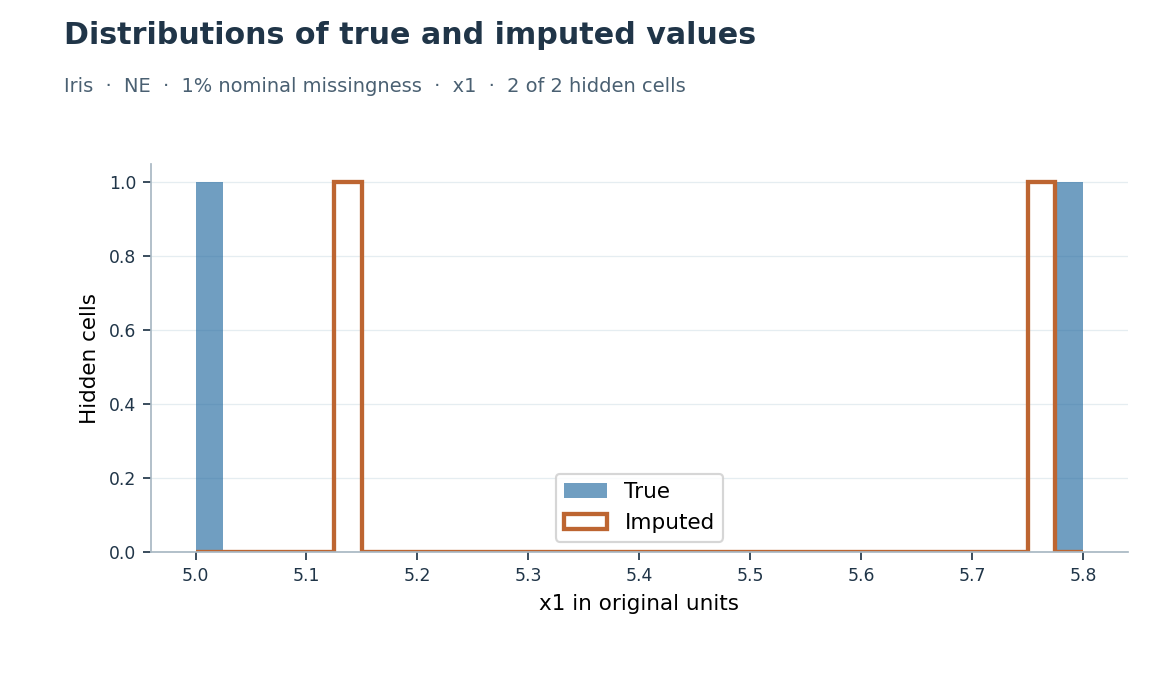 Distributions of true and imputed values
Iris · NE · 1% nominal missingness · x1 · 2 of 2 hidden cells
Hidden cells
1.0
0.8
0.6
0.4
0.2
0.0
True
Imputed
5.0 5.1 5.2 5.3 5.4 5.5 5.6 5.7 5.8
x1 in original units